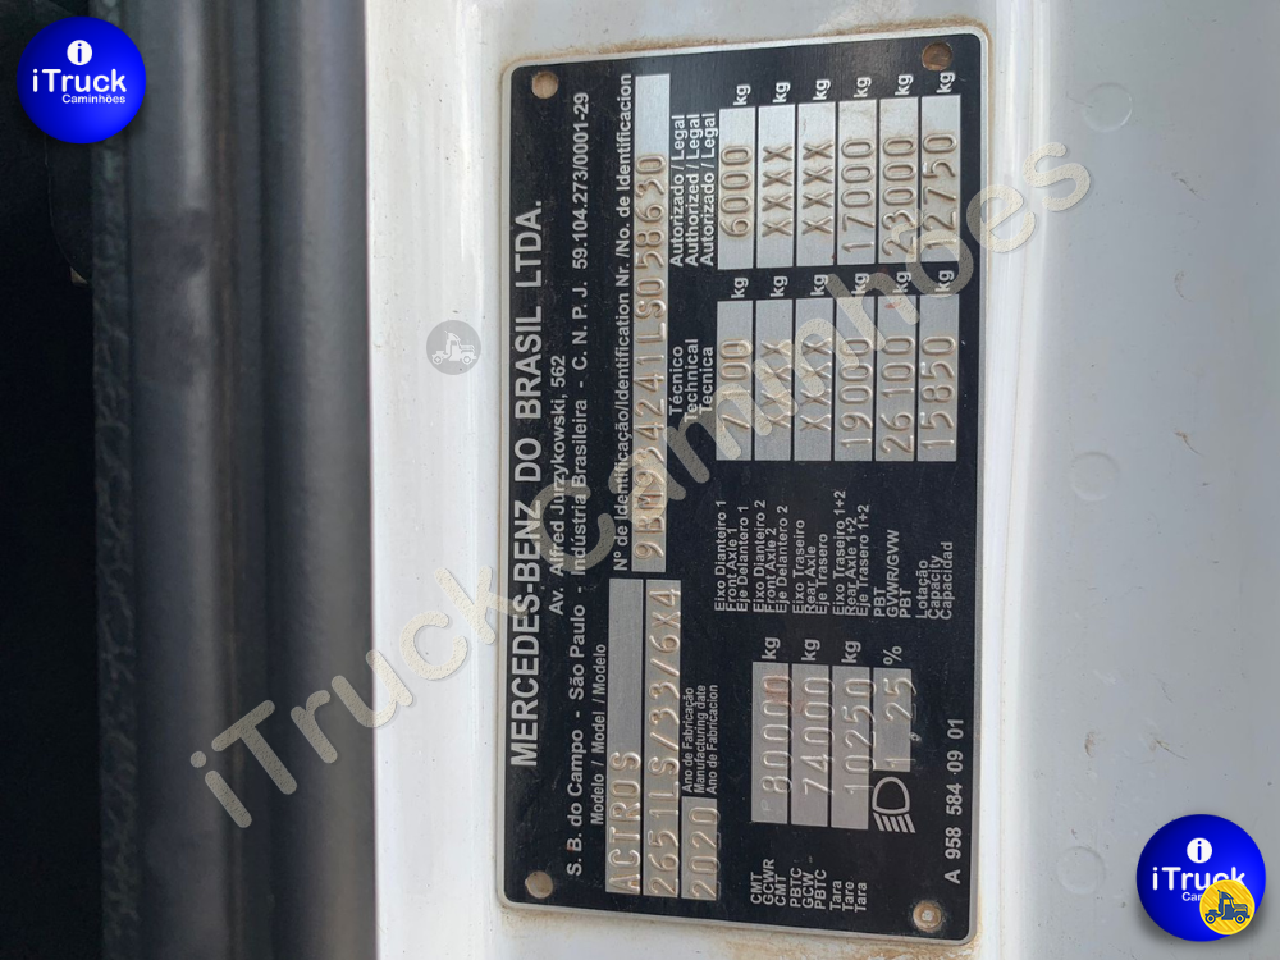 i
iTruck
Caminhões
MERCEDES-BENZ DO BRASIL LTDA.
Av. Alfred Jurzykowski, 562
S. B. do Campo - São Paulo - Indústria Brasileira - C. N. P. J. 59.104.273/0001-29
Modelo / Model / Modelo
Nº de Identificação/Identification Nr. /No. de Identificacion
ACTROS
9BM934241LS058630
2651LS/33/6X4
2020
Ano de Fabricação
Manufacturing date
Ano de Fabricacion
Técnico
Technical
Tecnica
Autorizado / Legal
Authorized / Legal
Autorizado / Legal
Eixo Dianteiro 1
Front Axle 1
Eje Delantero 1
7100 kg
6000 kg
CMT
GCWR
CMT
80000 kg
Eixo Dianteiro 2
Front Axle 2
Eje Delantero 2
XXXX kg
XXXX kg
PBTC
GCW
PBTC
74000 kg
Eixo Traseiro
Rear Axle
Eje Trasero
XXXX kg
XXXX kg
Tara
Tare
Tara
10250 kg
Eixo Traseiro 1+2
Rear Axle 1+2
Eje Trasero 1+2
19000 kg
17000 kg
1,25 %
PBT
GVWR/GVW
PBT
26100 kg
23000 kg
Lotação
Capacity
Capacidad
15850 kg
12750 kg
A 958 584 09 01
iTruck Caminhões
i
iTruck